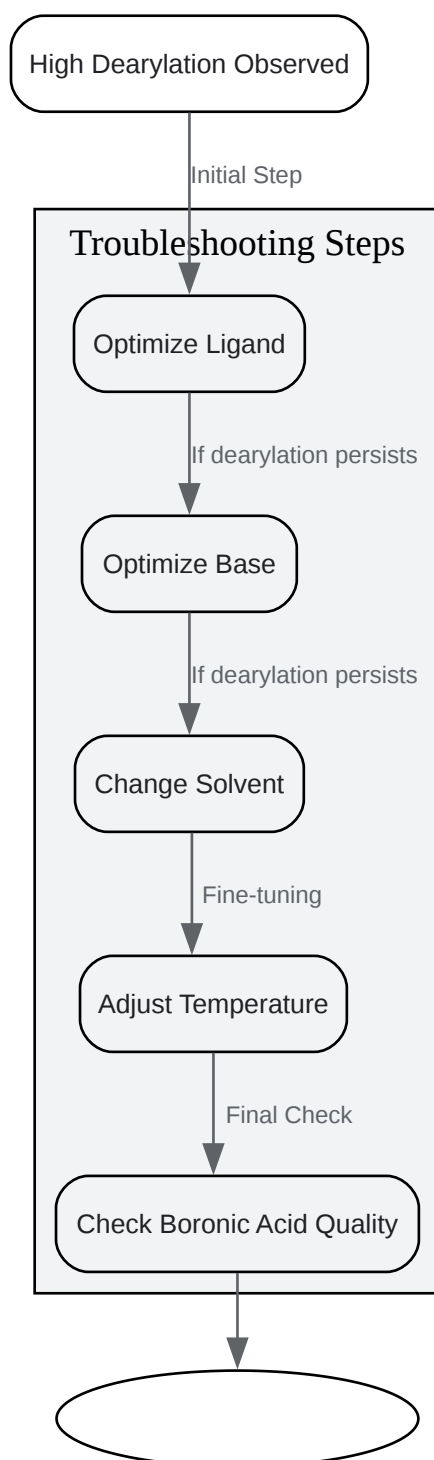 High Dearylation Observed
Initial Step
Troubleshooting Steps
Optimize Ligand
If dearylation persists
Optimize Base
If dearylation persists
Change Solvent
Fine-tuning
Adjust Temperature
Final Check
Check Boronic Acid Quality